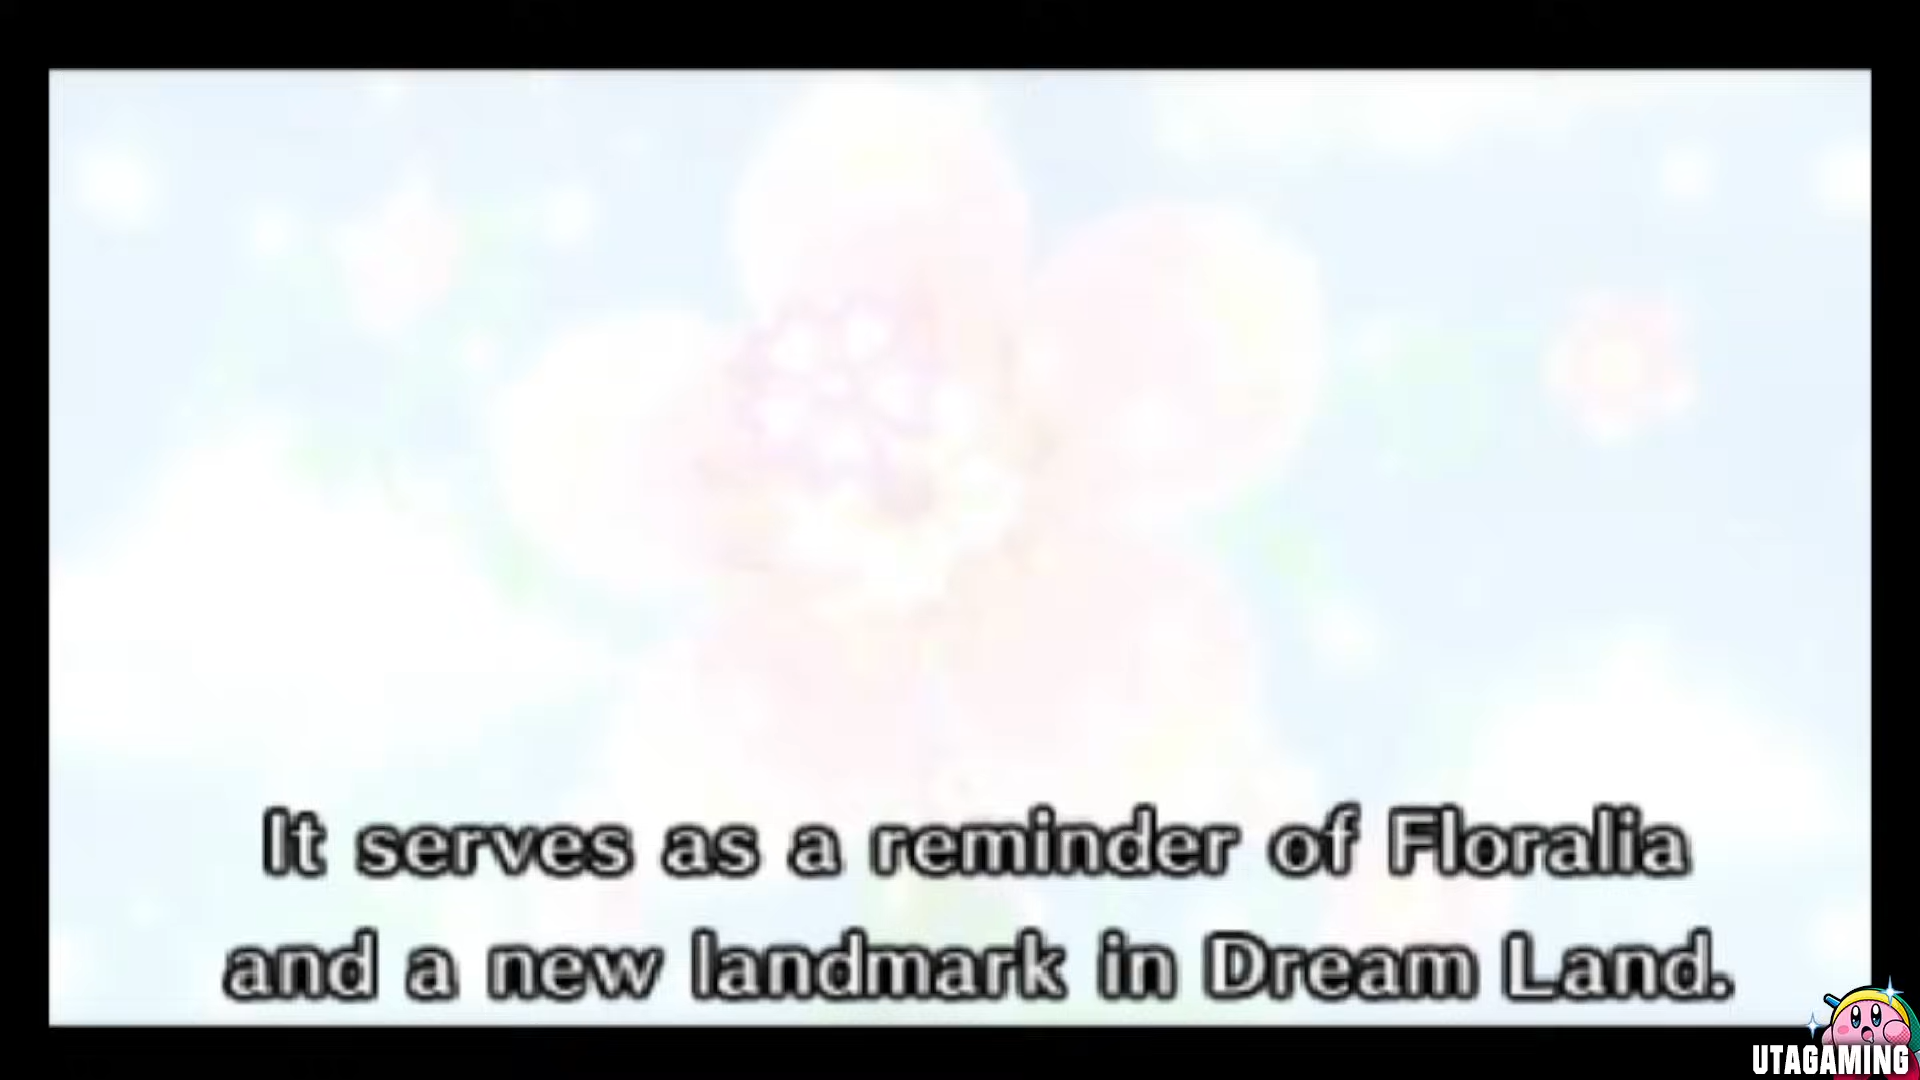 It serves as a reminder of Floralia
and a new landmark in Dream Land.
UTAGAMING